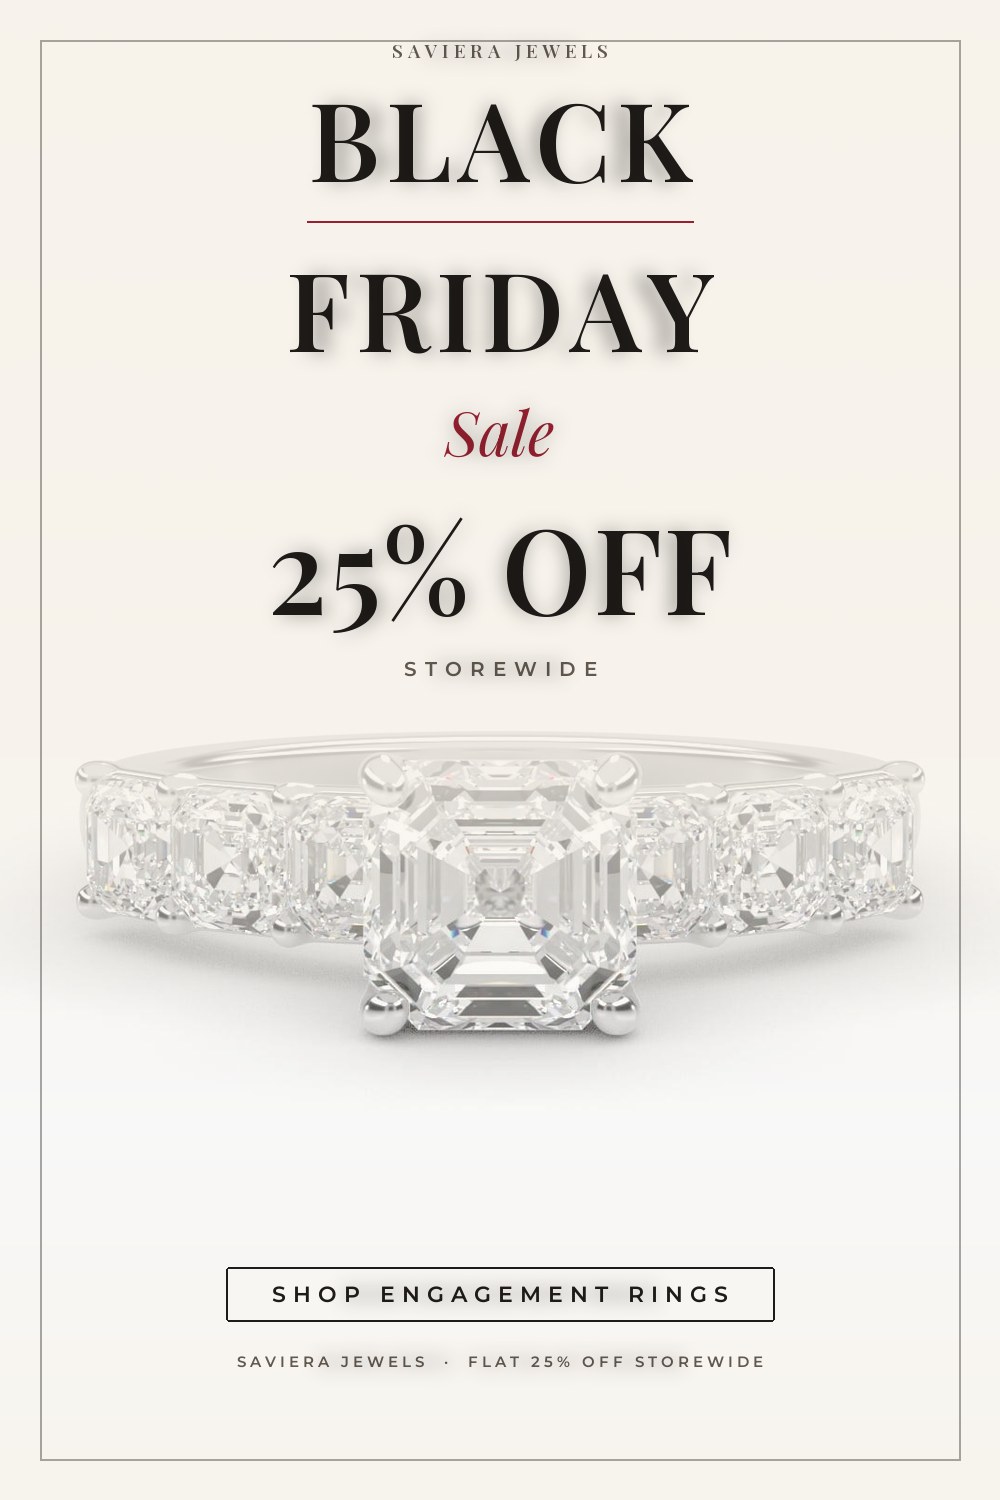 SAVIERA JEWELS
BLACK
FRIDAY
Sale
25% OFF
STOREWIDE
SHOP ENGAGEMENT RINGS
SAVIERA JEWELS · FLAT 25% OFF STOREWIDE